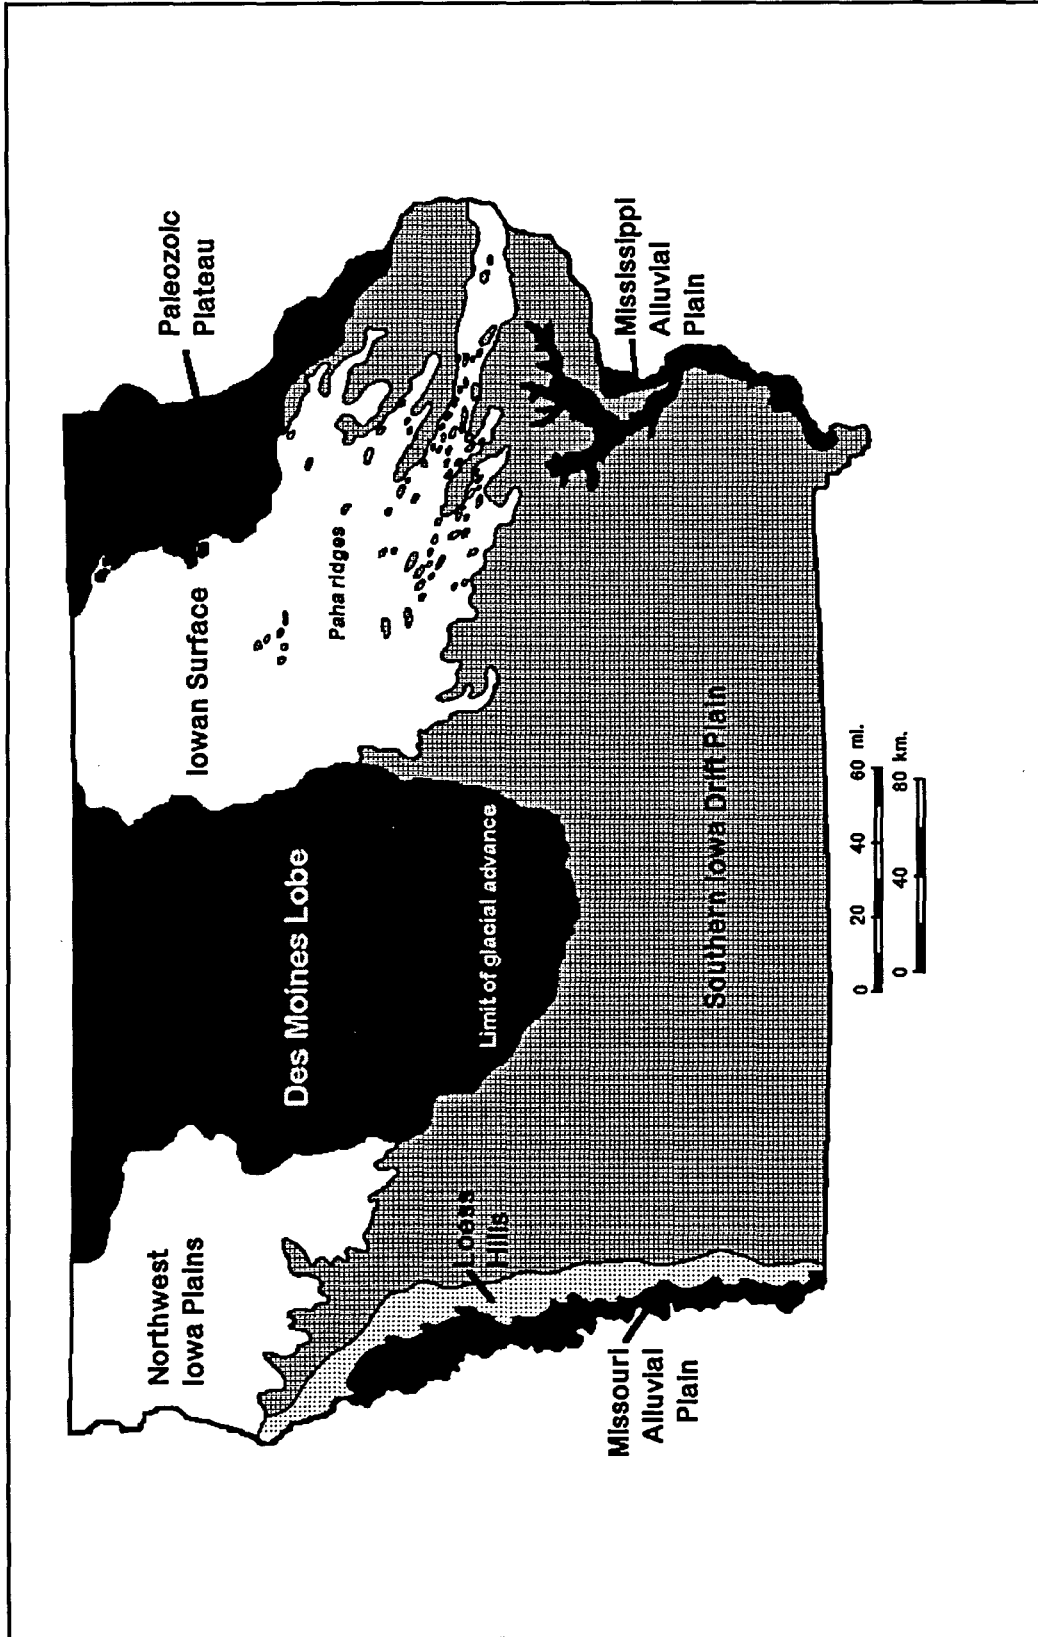 Paleozoic
Plateau
Iowan Surface
Paha ridges
Northwest
Iowa Plains
Des Moines Lobe
Limit of glacial advance
Loess
Hills
Mississippi
Alluvial
Plain
Missouri
Alluvial
Plain
Southern Iowa Drift Plain
0 20 40 60 mi.
0 40 80 km.